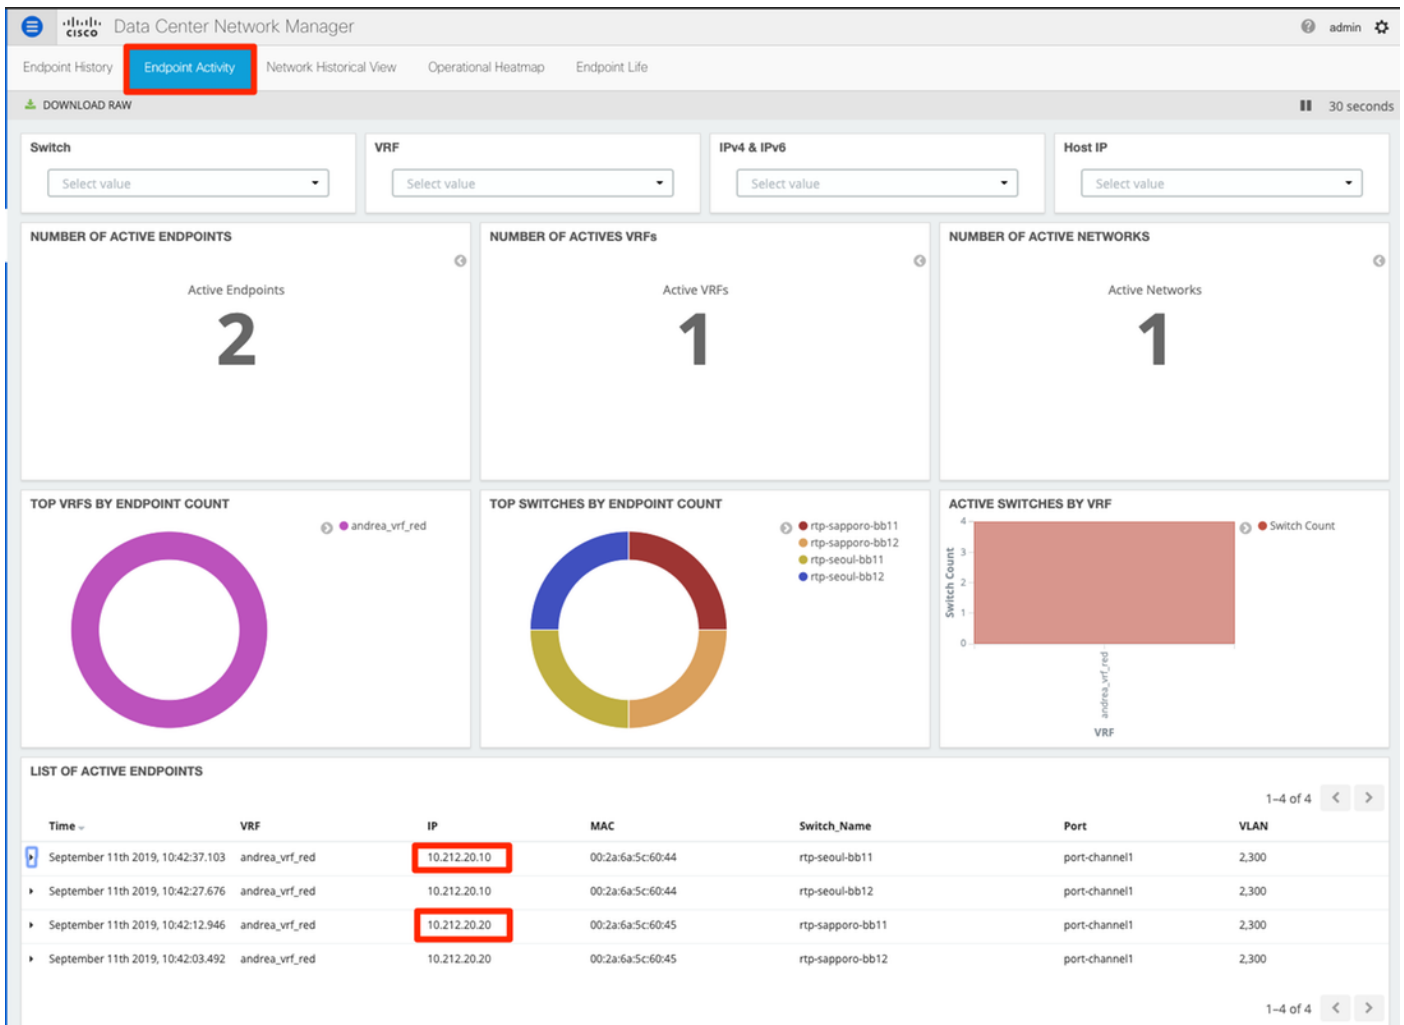 CISCO Data Center Network Manager admin
Endpoint History Endpoint Activity Network Historical View Operational Heatmap Endpoint Life
DOWNLOAD RAW 30 seconds
Switch VRF IPv4 & IPv6 Host IP
Select value Select value Select value Select value
NUMBER OF ACTIVE ENDPOINTS NUMBER OF ACTIVES VRFs NUMBER OF ACTIVE NETWORKS
Active Endpoints Active VRFs Active Networks
2 1 1
TOP VRFS BY ENDPOINT COUNT TOP SWITCHES BY ENDPOINT COUNT ACTIVE SWITCHES BY VRF
andrea_vrf_red
rtp-sapporo-bb11
rtp-sapporo-bb12
rtp-seoul-bb11
rtp-seoul-bb12
Switch Count
4
3
2
1
0
Switch Count
andrea_vrf_red
VRF
LIST OF ACTIVE ENDPOINTS
1–4 of 4
Time VRF IP MAC Switch_Name Port VLAN
September 11th 2019, 10:42:37.103 andrea_vrf_red 10.212.20.10 00:2a:6a:5c:60:44 rtp-seoul-bb11 port-channel1 2,300
September 11th 2019, 10:42:27.676 andrea_vrf_red 10.212.20.10 00:2a:6a:5c:60:44 rtp-seoul-bb12 port-channel1 2,300
September 11th 2019, 10:42:12.946 andrea_vrf_red 10.212.20.20 00:2a:6a:5c:60:45 rtp-sapporo-bb11 port-channel1 2,300
September 11th 2019, 10:42:03.492 andrea_vrf_red 10.212.20.20 00:2a:6a:5c:60:45 rtp-sapporo-bb12 port-channel1 2,300
1–4 of 4